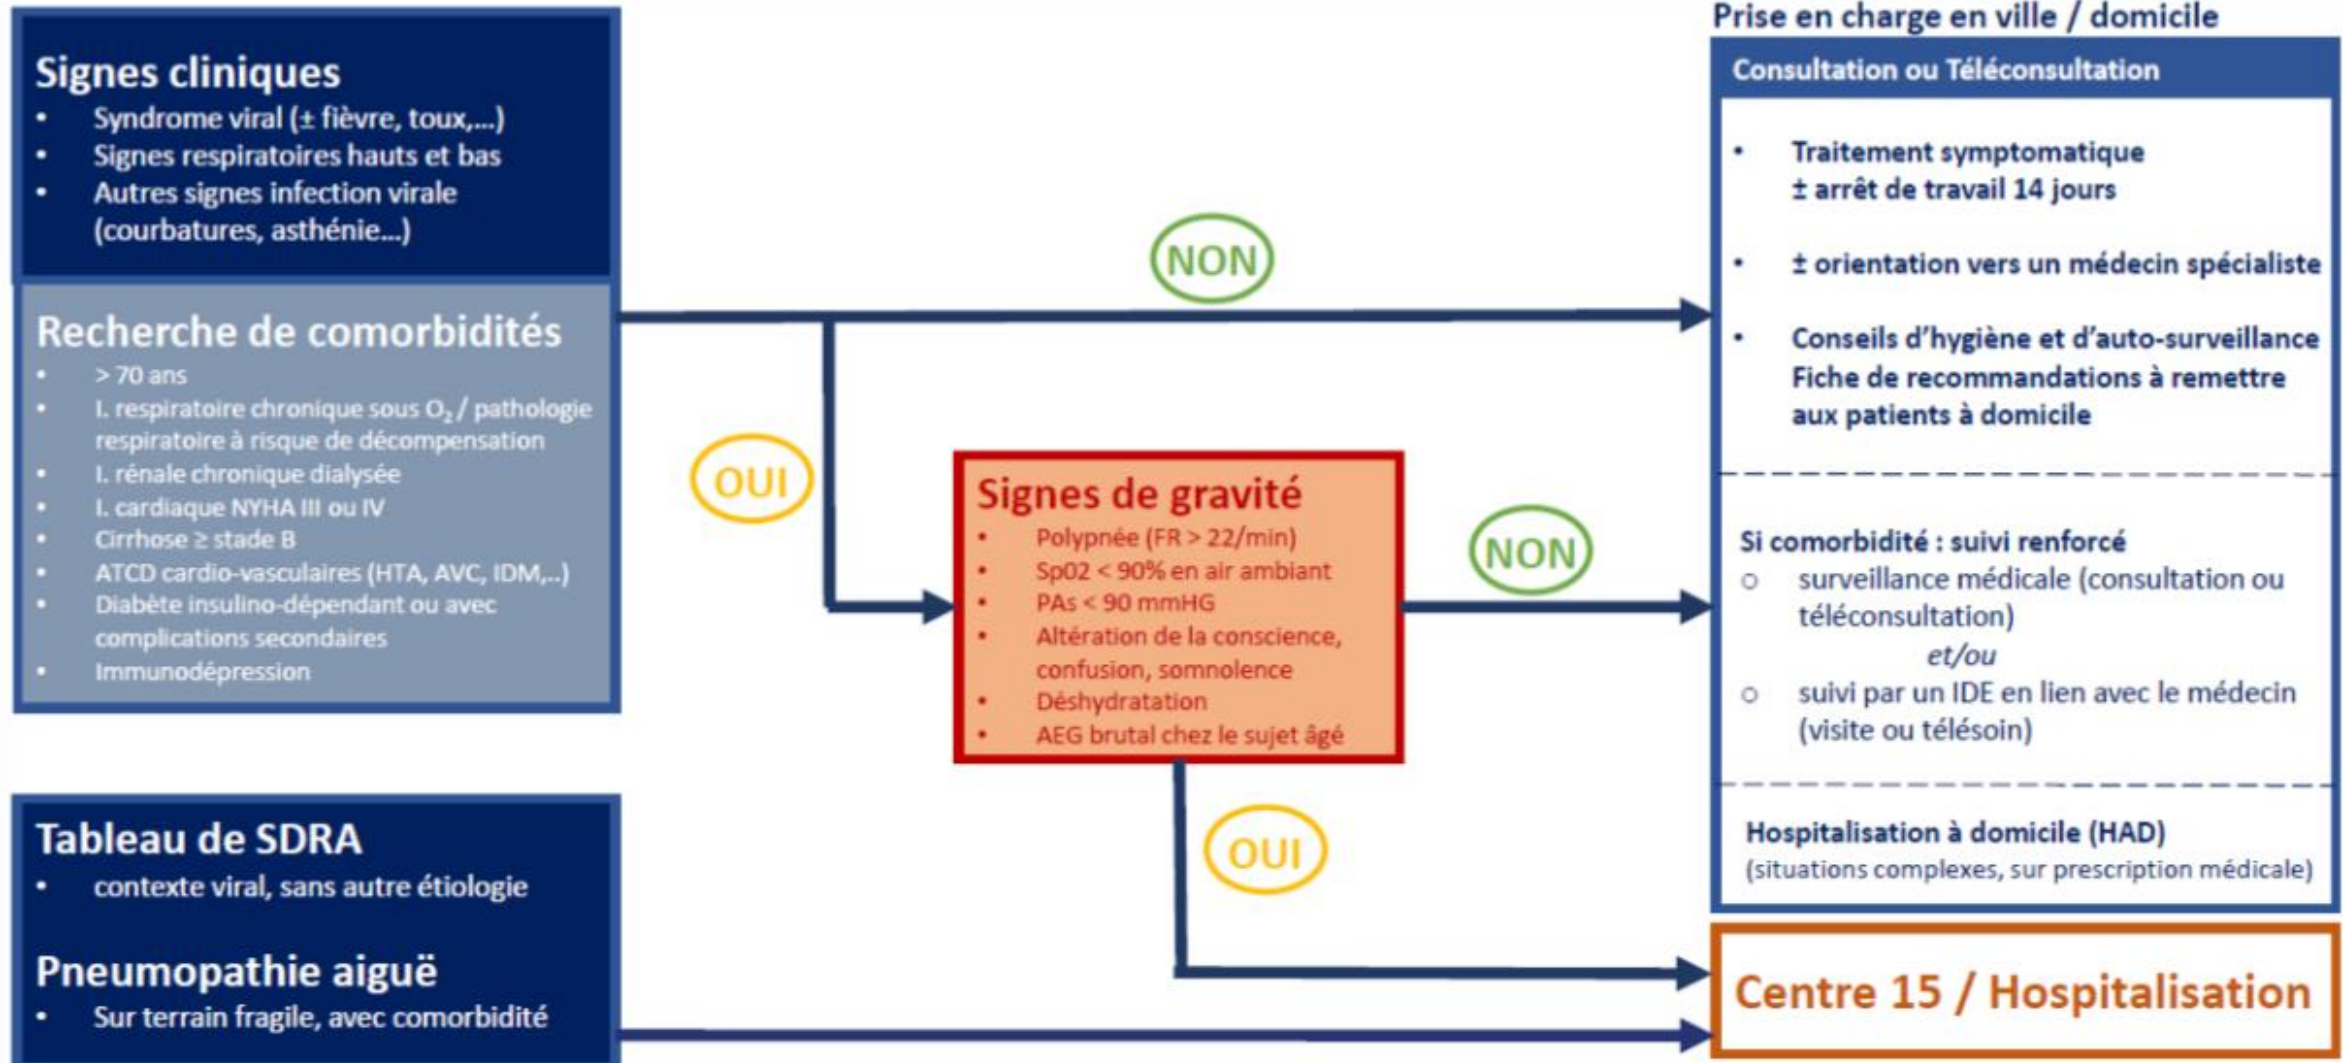 Signes cliniques
• Syndrome viral (± fièvre, toux,...)
• Signes respiratoires hauts et bas
• Autres signes infection virale
(courbatures, asthénie...)
Recherche de comorbidités
• > 70 ans
• I. respiratoire chronique sous O₂ / pathologie
respiratoire à risque de décompensation
• I. rénale chronique dialysée
• I. cardiaque NYHA III ou IV
• Cirrhose ≥ stade B
• ATCD cardio-vasculaires (HTA, AVC, IDM,..)
• Diabète insulino-dépendant ou avec
complications secondaires
• Immunodépression
Tableau de SDRA
• contexte viral, sans autre étiologie
Pneumopathie aiguë
• Sur terrain fragile, avec comorbidité
NON
OUI
Signes de gravité
• Polypnée (FR > 22/min)
• Sp02 < 90% en air ambiant
• PAs < 90 mmHG
• Altération de la conscience,
confusion, somnolence
• Déshydratation
• AEG brutal chez le sujet âgé
NON
OUI
Prise en charge en ville / domicile
Consultation ou Téléconsultation
• Traitement symptomatique
± arrêt de travail 14 jours
• ± orientation vers un médecin spécialiste
• Conseils d'hygiène et d'auto-surveillance
Fiche de recommandations à remettre
aux patients à domicile
Si comorbidité : suivi renforcé
o surveillance médicale (consultation ou
téléconsultation)
et/ou
o suivi par un IDE en lien avec le médecin
(visite ou télésoin)
Hospitalisation à domicile (HAD)
(situations complexes, sur prescription médicale)
Centre 15 / Hospitalisation